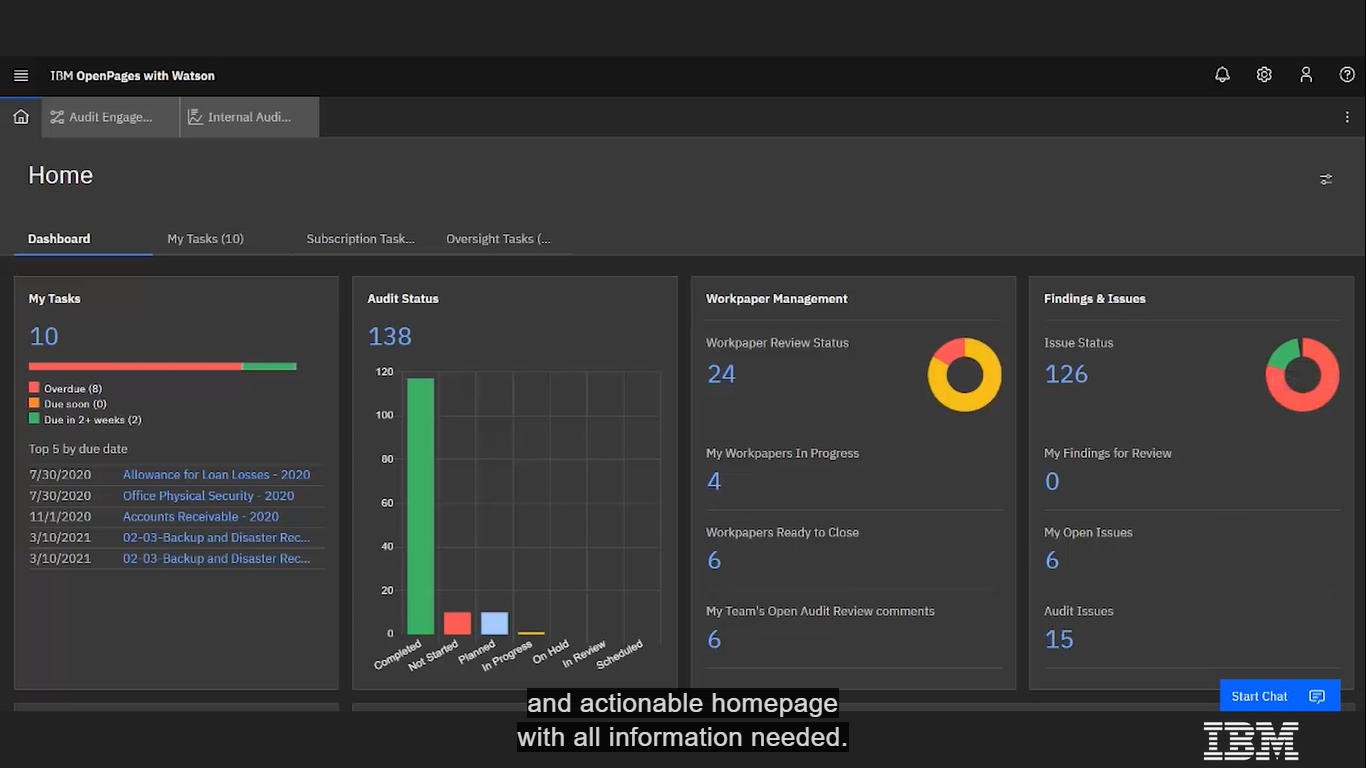 IBM OpenPages with Watson
Audit Engage...
Internal Audi...
Home
Dashboard
My Tasks (10)
Subscription Task...
Oversight Tasks (...
My Tasks
10
Overdue (8)
Due soon (0)
Due in 2+ weeks (2)
Top 5 by due date
7/30/2020 Allowance for Loan Losses - 2020
7/30/2020 Office Physical Security - 2020
11/1/2020 Accounts Receivable - 2020
3/10/2021 02-03-Backup and Disaster Rec...
3/10/2021 02-03-Backup and Disaster Rec...
Audit Status
138
120
100
80
60
40
20
0
Completed
Not Started
Planned
In Progress
On Hold
In Review
Scheduled
Workpaper Management
Workpaper Review Status
24
My Workpapers In Progress
4
Workpapers Ready to Close
6
My Team's Open Audit Review comments
6
Findings & Issues
Issue Status
126
My Findings for Review
0
My Open Issues
6
Audit Issues
15
Start Chat
and actionable homepage
with all information needed.
IBM